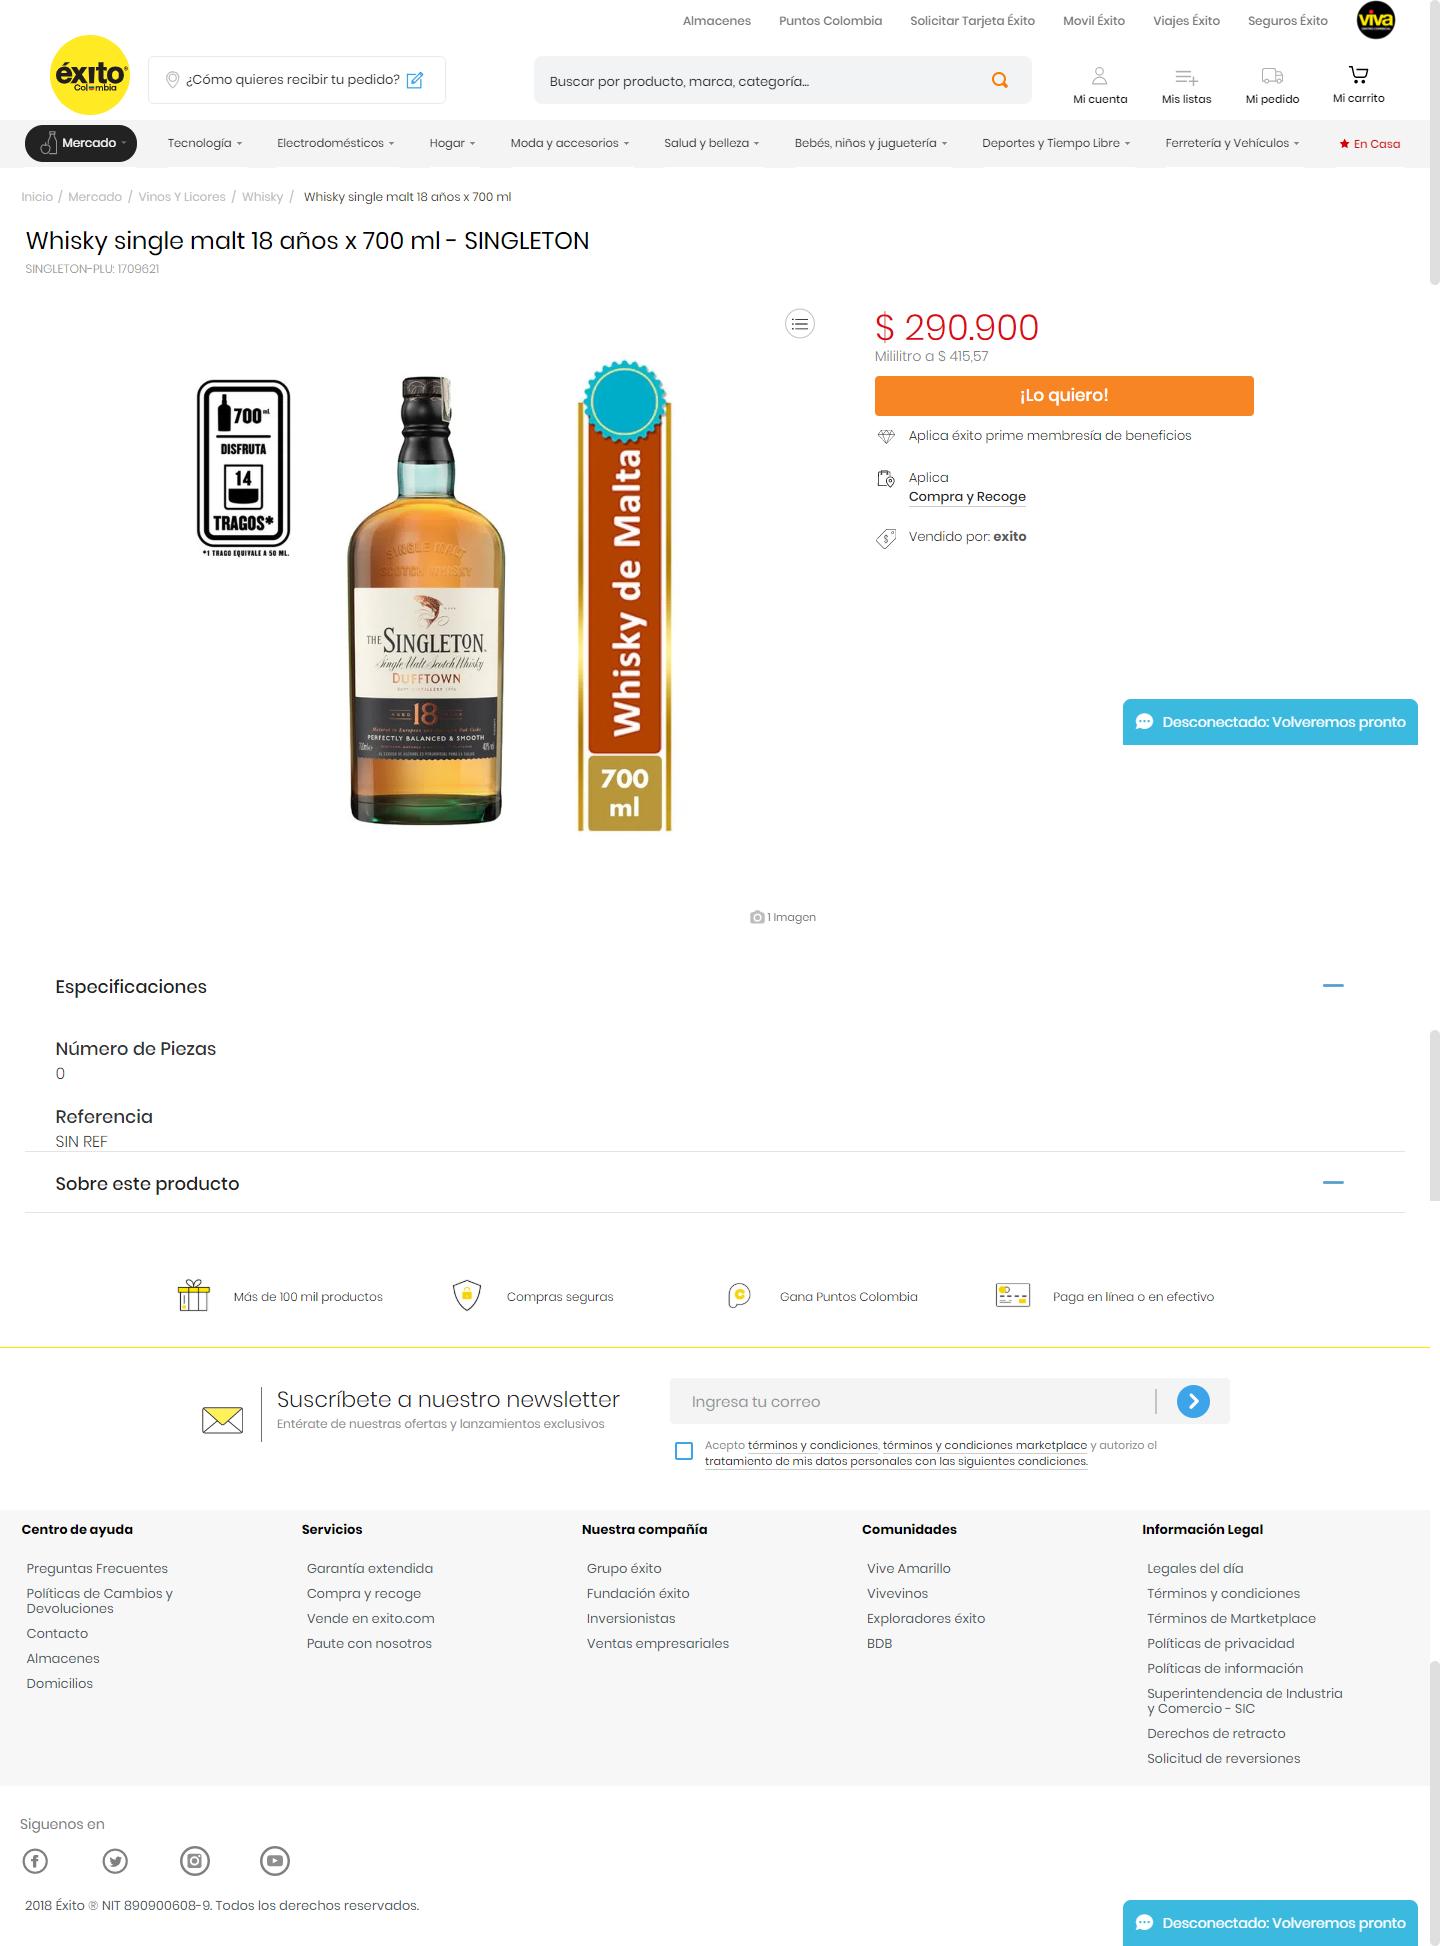 Almacenes Puntos Colombia Solicitar Tarjeta Éxito Movil Éxito Viajes Éxito Seguros Éxito viva
éxito
Colombia
¿Cómo quieres recibir tu pedido?
Buscar por producto, marca, categoría...
Mi cuenta Mis listas Mi pedido Mi carrito
Mercado Tecnología Electrodomésticos Hogar Moda y accesorios Salud y belleza Bebés, niños y juguetería Deportes y Tiempo Libre Ferretería y Vehículos En Casa
Inicio / Mercado / Vinos Y Licores / Whisky / Whisky single malt 18 años x 700 ml
Whisky single malt 18 años x 700 ml - SINGLETON
SINGLETON-PLU: 1709621
700 ml
DISFRUTA
14
TRAGOS*
*1 TRAGO EQUIVALE A 50 ML.
SINGLE MALT
SCOTCH WHISKY
THE SINGLETON
Single Malt Scotch Whisky
DUFFTOWN
AGED 18
PERFECTLY BALANCED & SMOOTH
Whisky de Malta
700
ml
$ 290.900
Mililitro a $ 415,57
¡Lo quiero!
Aplica éxito prime membresía de beneficios
Aplica
Compra y Recoge
Vendido por: exito
Desconectado: Volveremos pronto
1 Imagen
Especificaciones
Número de Piezas
0
Referencia
SIN REF
Sobre este producto
Más de 100 mil productos Compras seguras Gana Puntos Colombia Paga en línea o en efectivo
Suscríbete a nuestro newsletter
Entérate de nuestras ofertas y lanzamientos exclusivos
Ingresa tu correo
Acepto términos y condiciones, términos y condiciones marketplace y autorizo el
tratamiento de mis datos personales con las siguientes condiciones.
Centro de ayuda
Preguntas Frecuentes
Políticas de Cambios y
Devoluciones
Contacto
Almacenes
Domicilios
Servicios
Garantía extendida
Compra y recoge
Vende en exito.com
Paute con nosotros
Nuestra compañía
Grupo éxito
Fundación éxito
Inversionistas
Ventas empresariales
Comunidades
Vive Amarillo
Vivevinos
Exploradores éxito
BDB
Información Legal
Legales del día
Términos y condiciones
Términos de Martketplace
Políticas de privacidad
Políticas de información
Superintendencia de Industria
y Comercio - SIC
Derechos de retracto
Solicitud de reversiones
Siguenos en
2018 Éxito ® NIT 890900608-9. Todos los derechos reservados.
Desconectado: Volveremos pronto